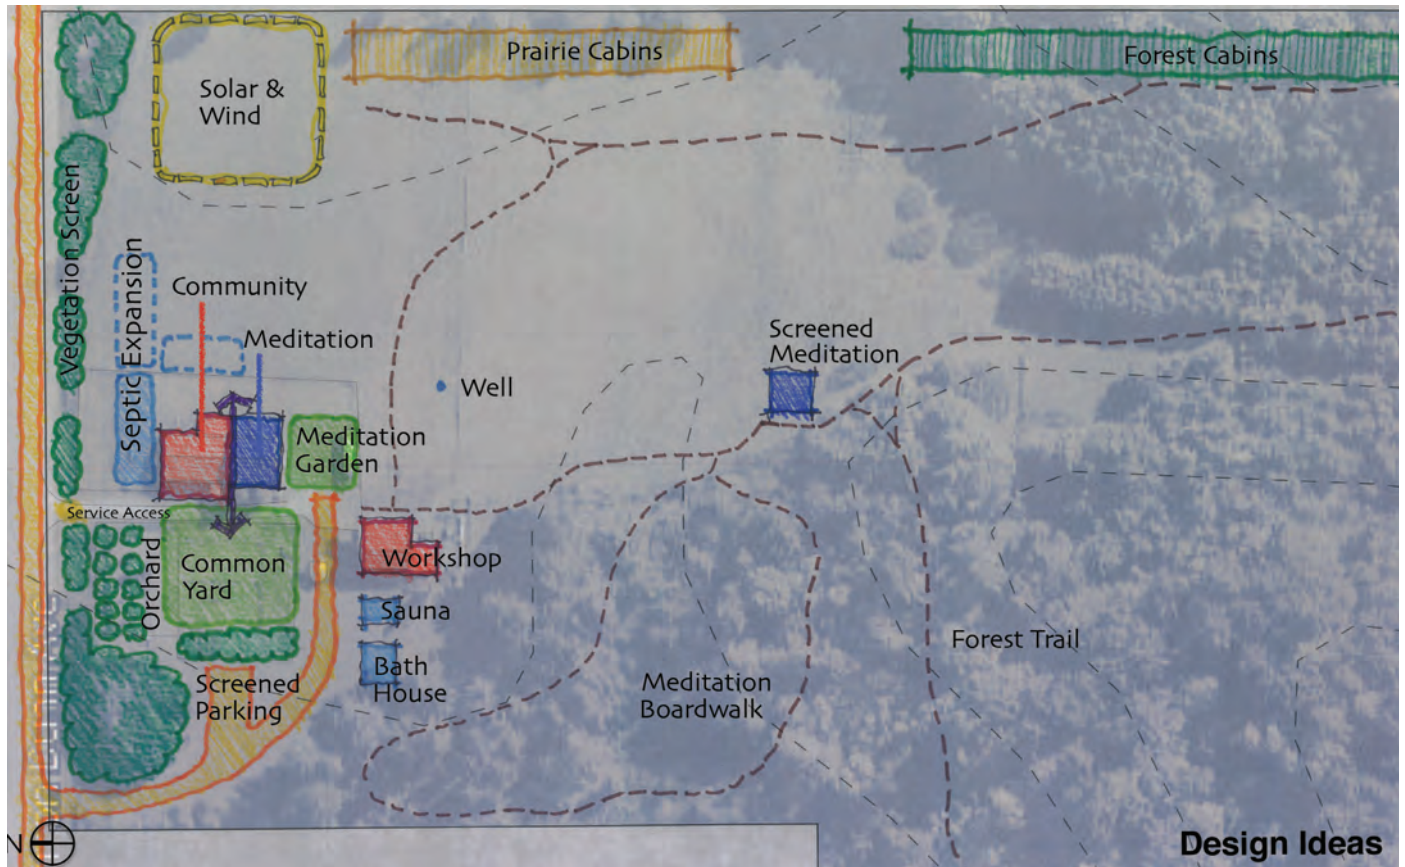 Prairie Cabins
Forest Cabins
Solar &
Wind
Vegetation Screen
Septic Expansion
Community
Meditation
Screened
Meditation
Well
Meditation
Garden
Service Access
Orchard
Common
Yard
Workshop
Sauna
Bath
House
Screened
Parking
Meditation
Boardwalk
Forest Trail
N
Design Ideas